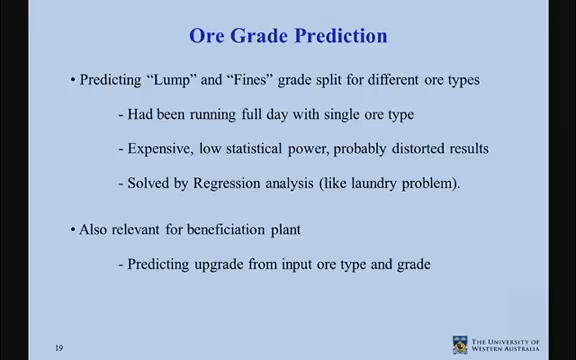 Ore Grade Prediction
• Predicting “Lump” and “Fines” grade split for different ore types
- Had been running full day with single ore type
- Expensive, low statistical power, probably distorted results
- Solved by Regression analysis (like laundry problem).
• Also relevant for beneficiation plant
- Predicting upgrade from input ore type and grade
19
THE UNIVERSITY OF
WESTERN AUSTRALIA